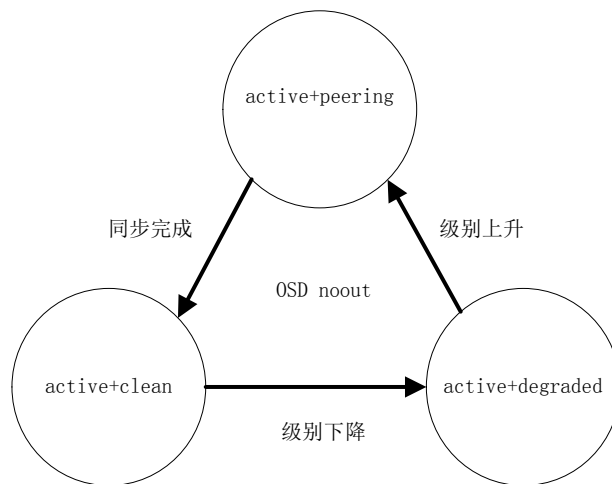 active+peering
同步完成
级别上升
OSD noout
active+clean
active+degraded
级别下降